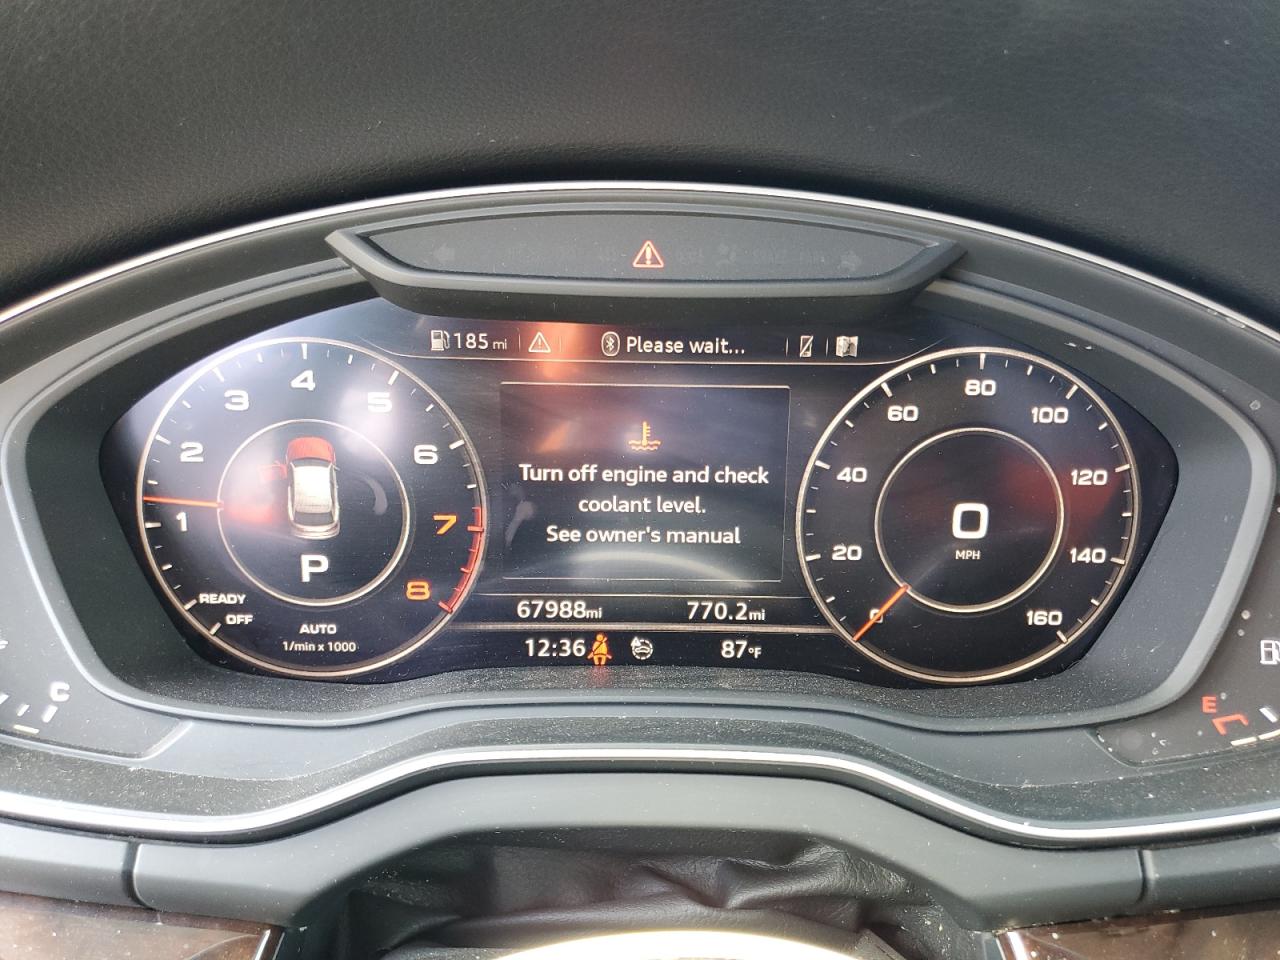 185 mi
Please wait...
Turn off engine and check
coolant level.
See owner's manual
1
2
3
4
5
6
7
8
P
READY
OFF
AUTO
1/min x 1000
0
20
40
60
80
100
120
140
160
0
MPH
67988mi
770.2mi
12:36
87°F
C
E